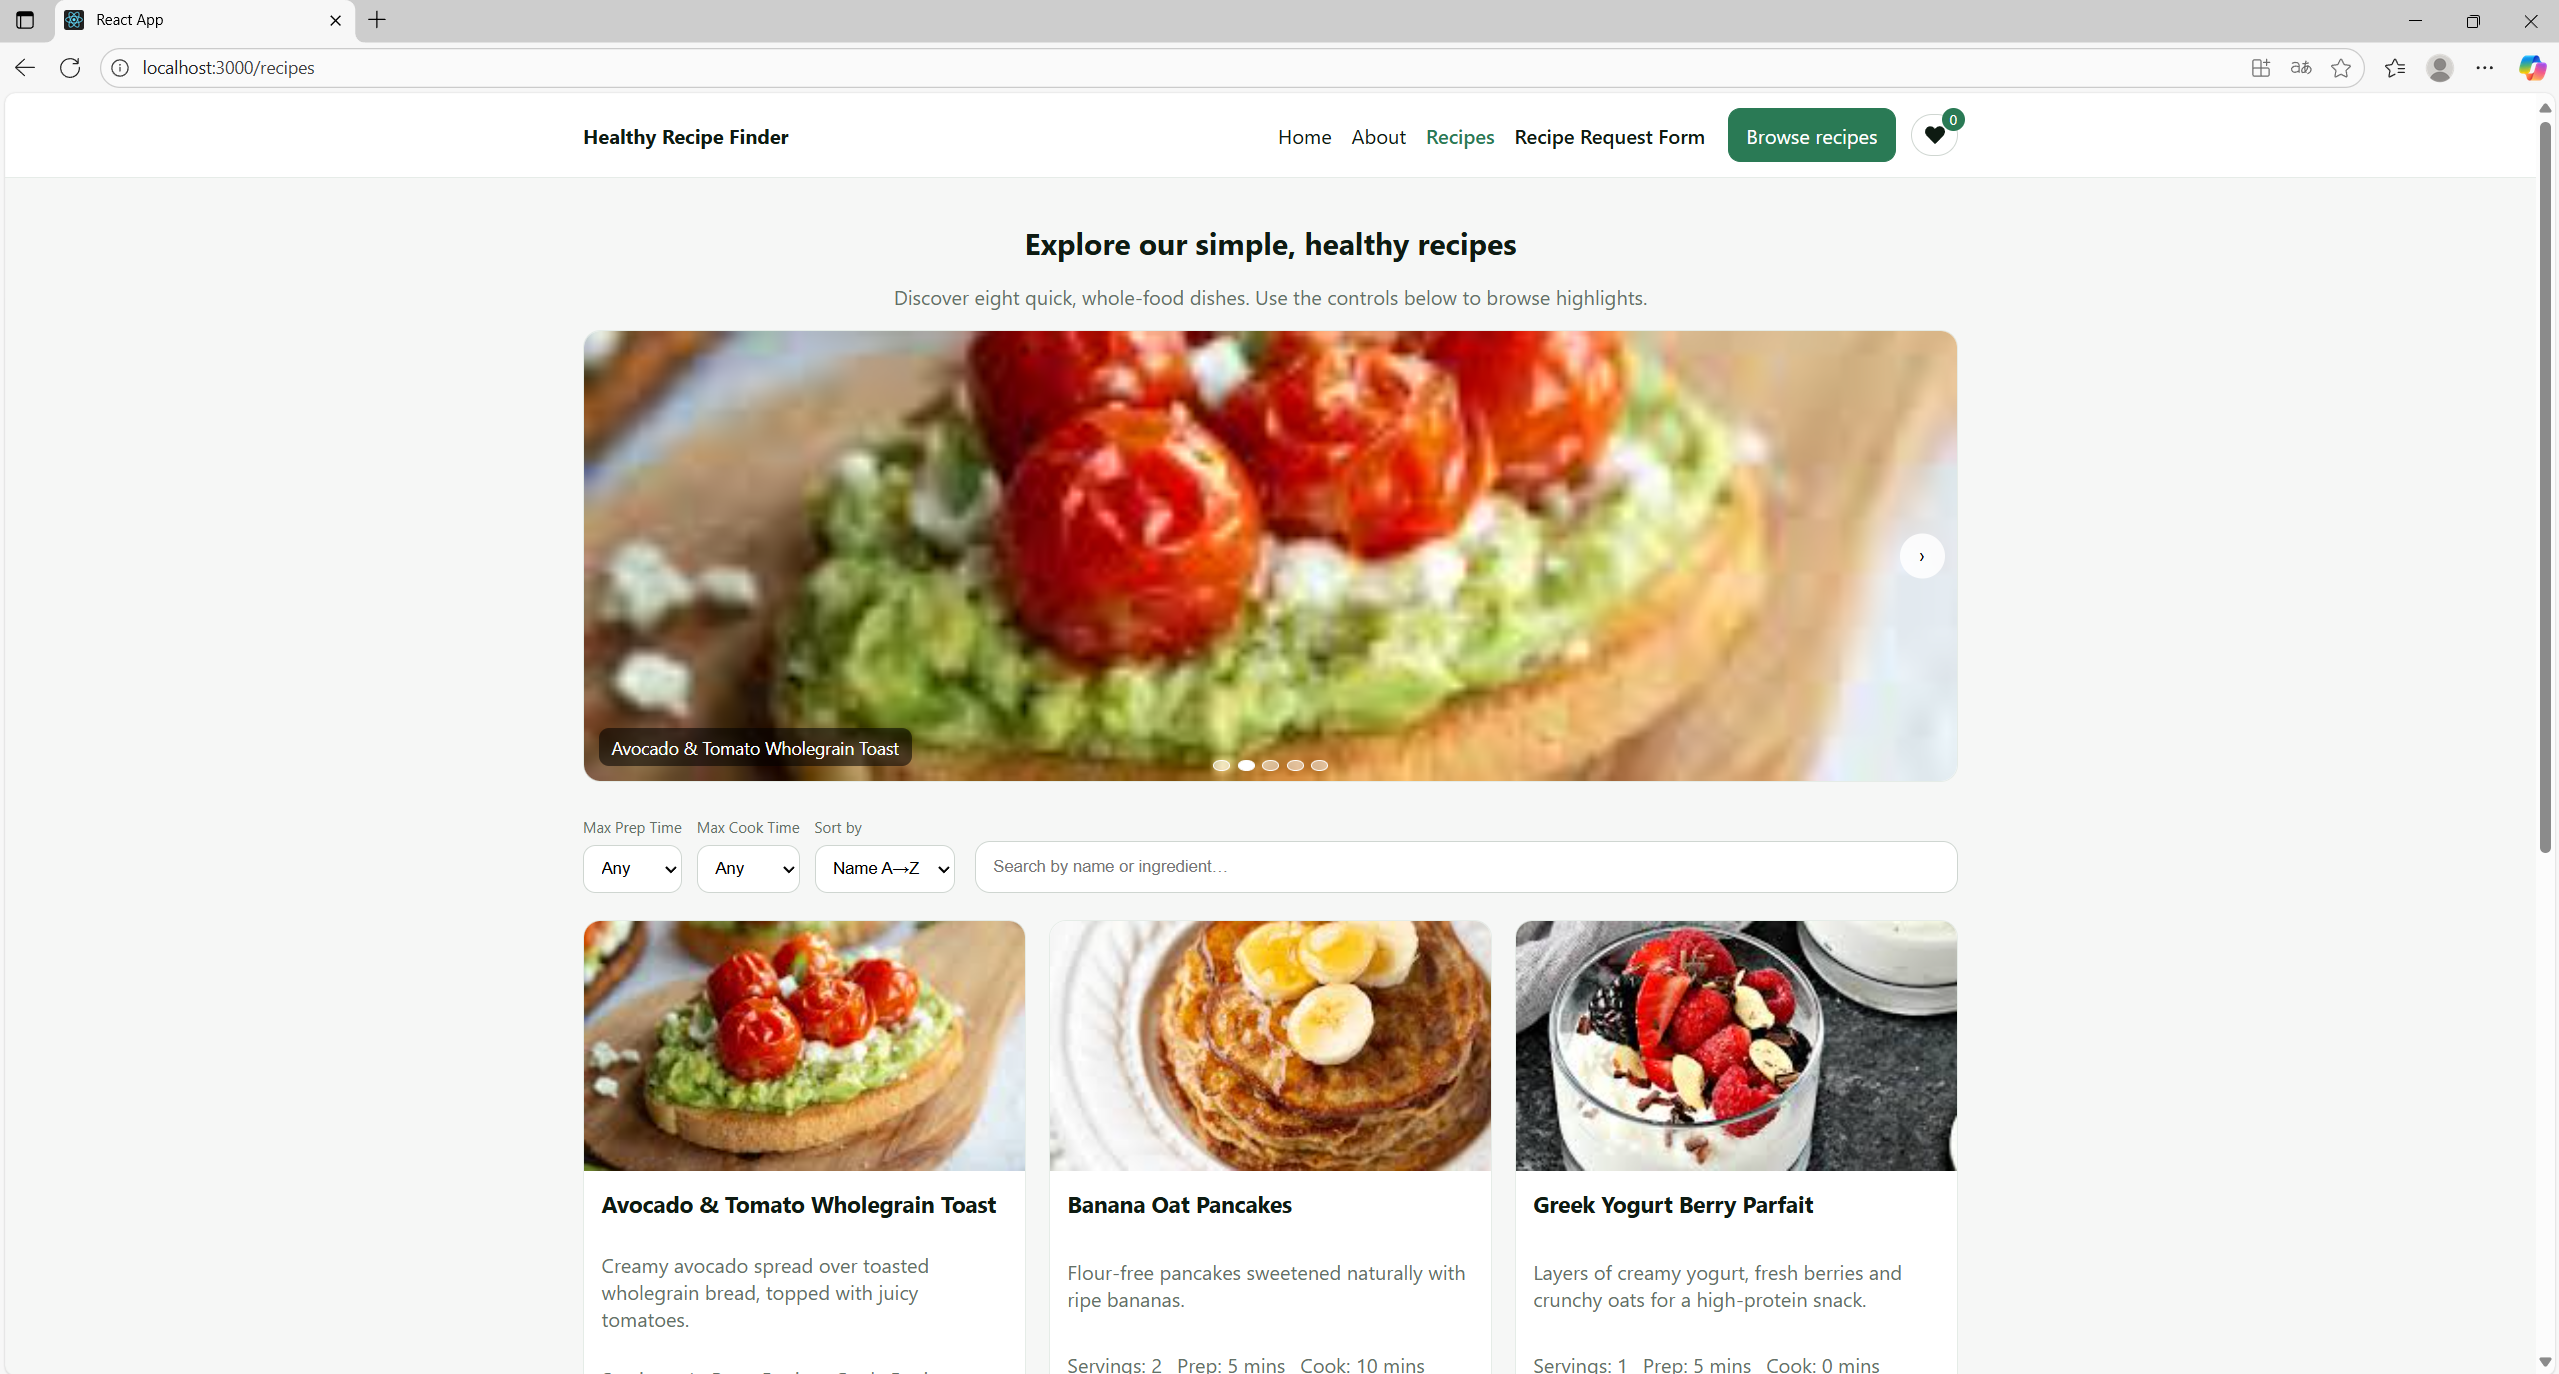 React App
localhost:3000/recipes
aあ
Healthy Recipe Finder
Home About Recipes Recipe Request Form Browse recipes 0
Explore our simple, healthy recipes
Discover eight quick, whole-food dishes. Use the controls below to browse highlights.
›
Avocado & Tomato Wholegrain Toast
Max Prep Time Max Cook Time Sort by
Any Any Name A→Z Search by name or ingredient…
Avocado & Tomato Wholegrain Toast
Creamy avocado spread over toasted
wholegrain bread, topped with juicy
tomatoes.
Banana Oat Pancakes
Flour-free pancakes sweetened naturally with
ripe bananas.
Servings: 2 Prep: 5 mins Cook: 10 mins
Greek Yogurt Berry Parfait
Layers of creamy yogurt, fresh berries and
crunchy oats for a high-protein snack.
Servings: 1 Prep: 5 mins Cook: 0 mins